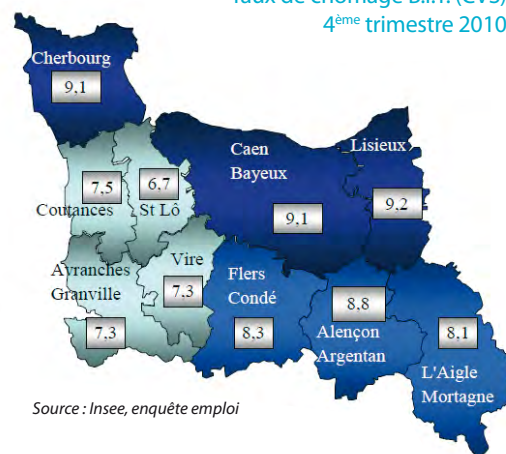 4ème trimestre 2010
Cherbourg
9,1
Caen
Bayeux
9,1
Lisieux
9,2
7,5
Coutances
6,7
St Lô
Avranches
Granville
7,3
Vire
7,3
Flers
Condé
8,3
8,8
Alençon
Argentan
8,1
L'Aigle
Mortagne
Source : Insee, enquête emploi